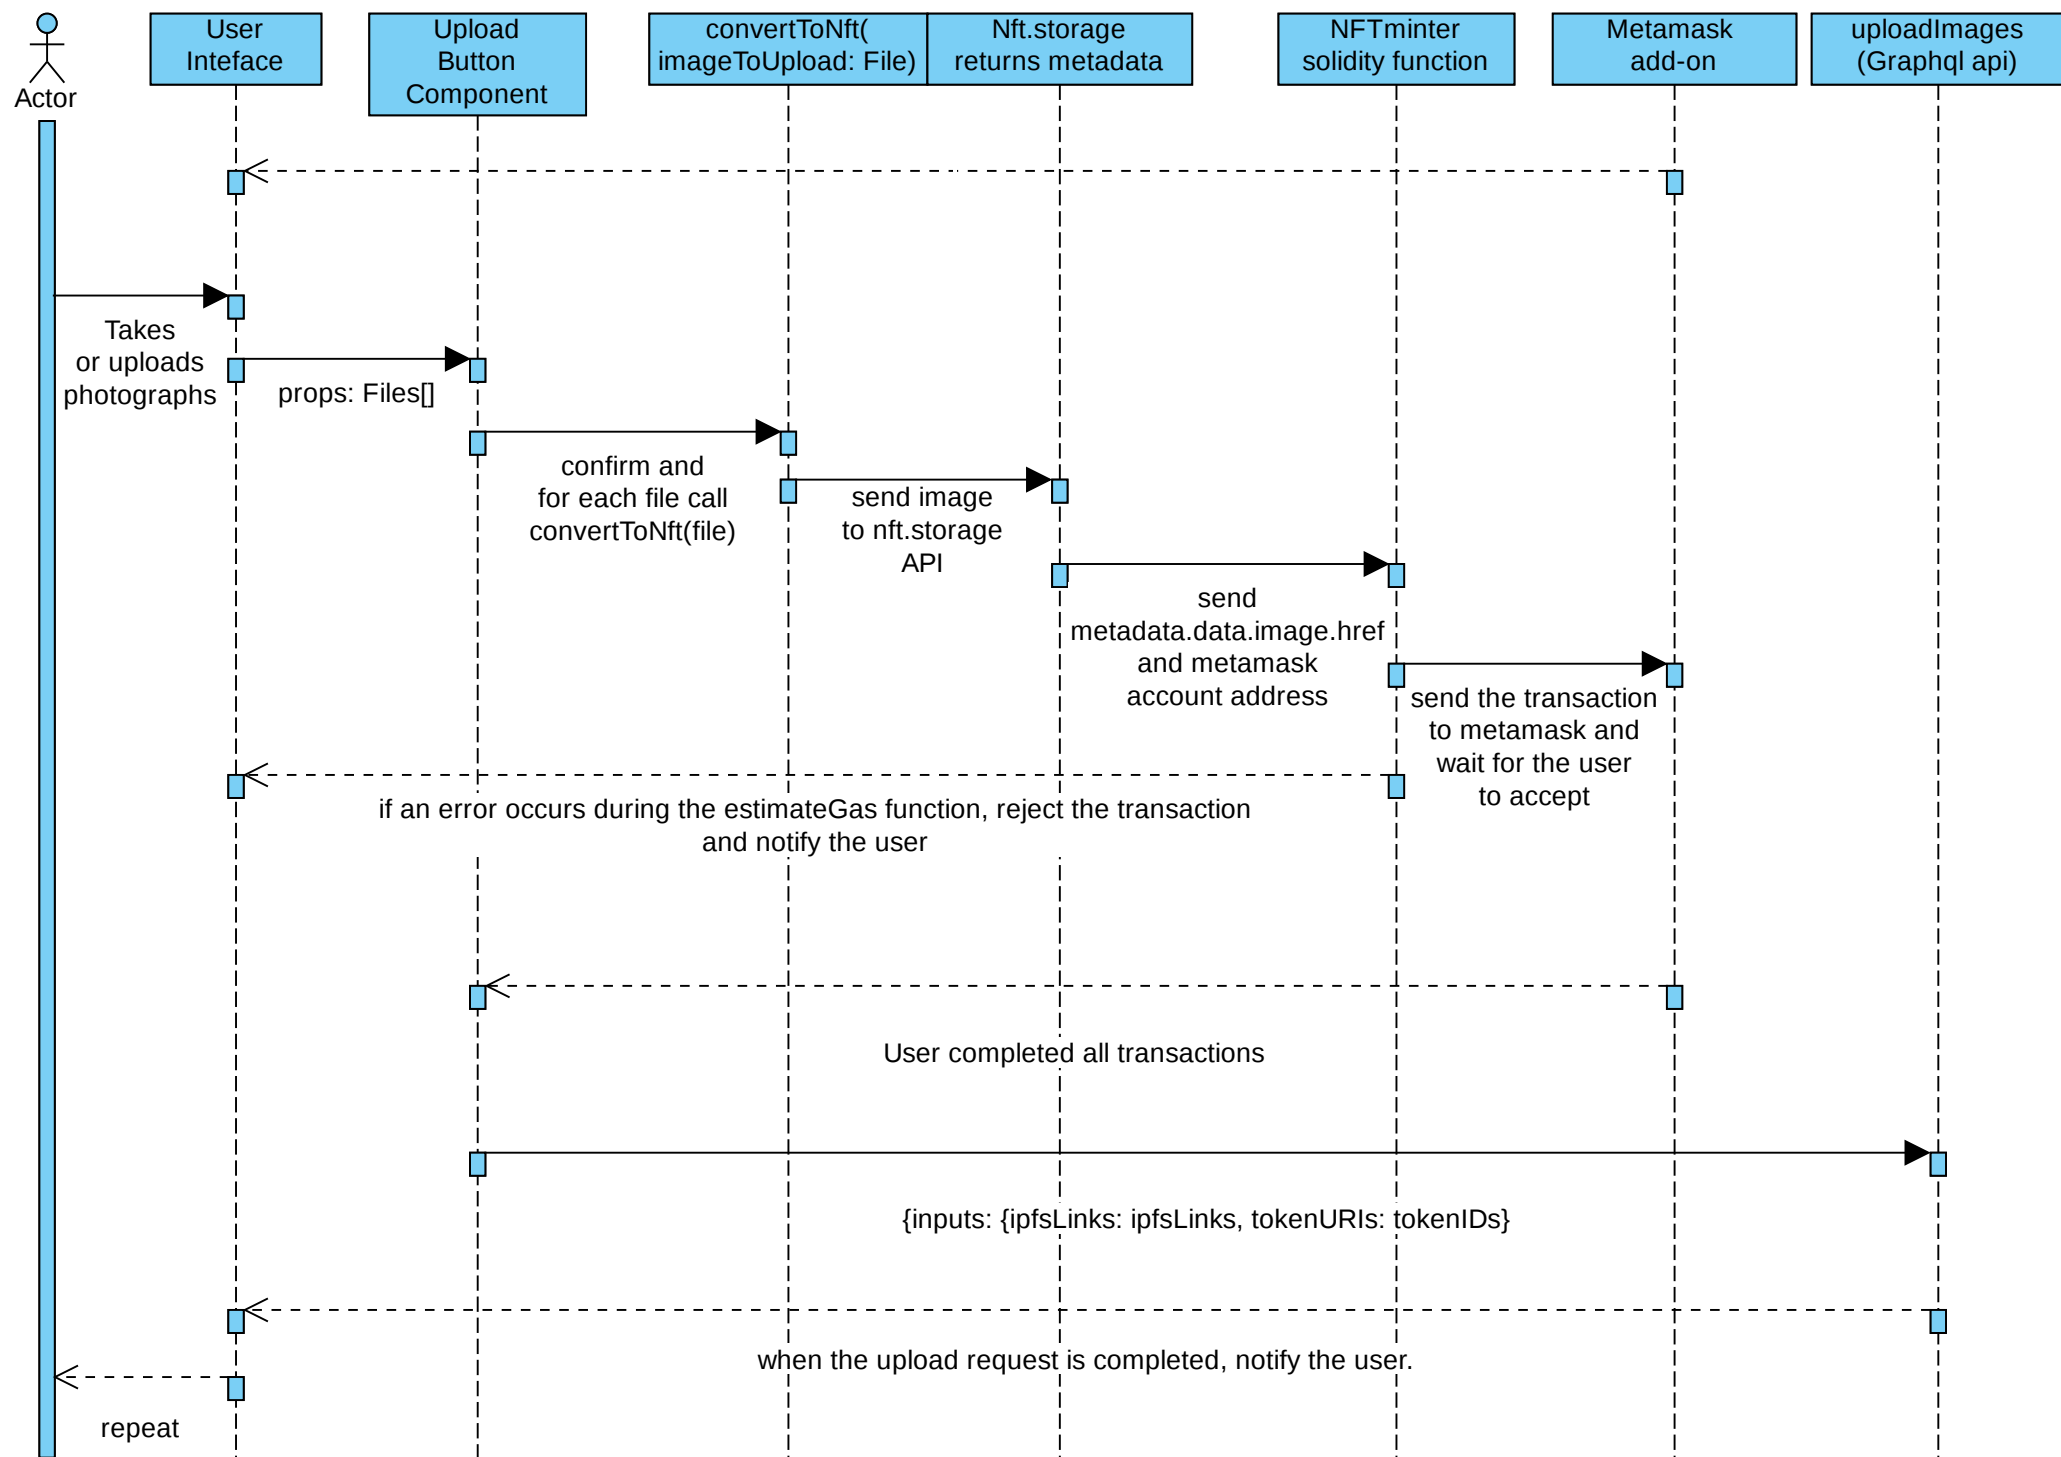 Actor
User
Inteface
Upload
Button
Component
convertToNft(
imageToUpload: File)
Nft.storage
returns metadata
NFTminter
solidity function
Metamask
add-on
uploadImages
(Graphql api)
Takes
or uploads
photographs
props: Files[]
confirm and
for each file call
convertToNft(file)
send image
to nft.storage
API
send
metadata.data.image.href
and metamask
account address
send the transaction
to metamask and
wait for the user
to accept
if an error occurs during the estimateGas function, reject the transaction
and notify the user
User completed all transactions
{inputs: {ipfsLinks: ipfsLinks, tokenURIs: tokenIDs}
when the upload request is completed, notify the user.
repeat